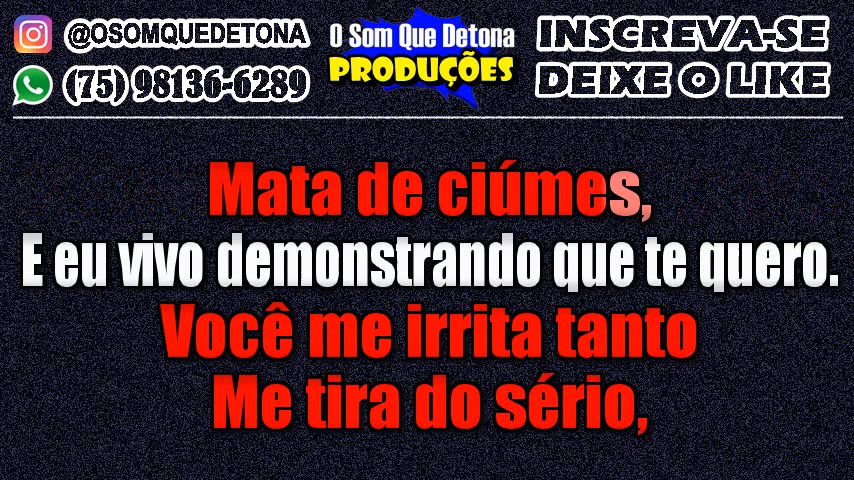 @OSOMQUEDETONA
(75) 98136-6289
O Som Que Detona
PRODUÇÕES
INSCREVA-SE
DEIXE O LIKE
Mata de ciúmes,
E eu vivo demonstrando que te quero.
Você me irrita tanto
Me tira do sério,